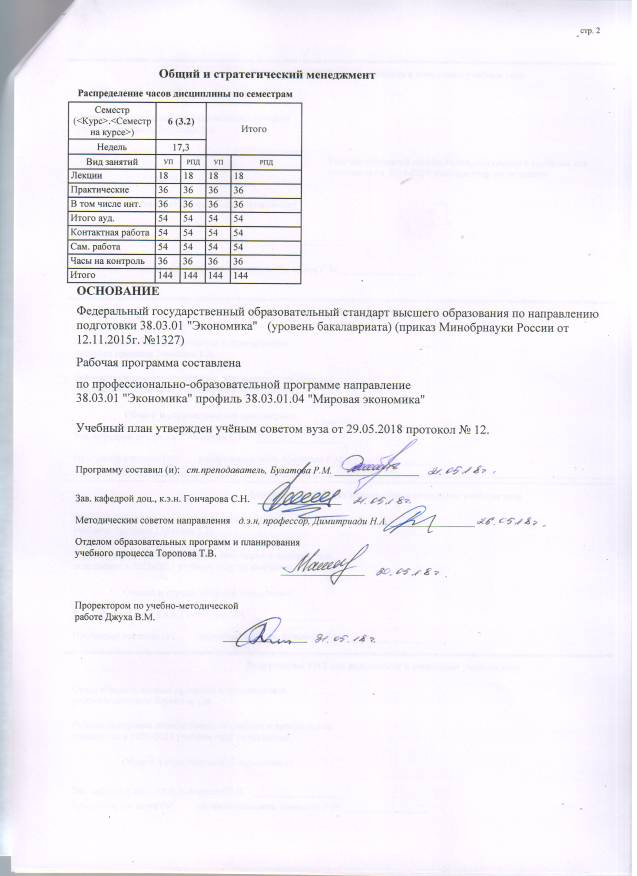 стр. 2
Общий и стратегический менеджмент
Распределение часов дисциплины по семестрам
Семестр (<Курс>.<Семестр на курсе>) 6 (3.2) Итого
Недель 17,3
Вид занятий УП РПД УП РПД
Лекции 18 18 18 18
Практические 36 36 36 36
В том числе инт. 36 36 36 36
Итого ауд. 54 54 54 54
Контактная работа 54 54 54 54
Сам. работа 54 54 54 54
Часы на контроль 36 36 36 36
Итого 144 144 144 144
ОСНОВАНИЕ
Федеральный государственный образовательный стандарт высшего образования по направлению
подготовки 38.03.01 "Экономика" (уровень бакалавриата) (приказ Минобрнауки России от
12.11.2015г. №1327)
Рабочая программа составлена
по профессионально-образовательной программе направление
38.03.01 "Экономика" профиль 38.03.01.04 "Мировая экономика"
Учебный план утвержден учёным советом вуза от 29.05.2018 протокол № 12.
Программу составил (и): ст.преподаватель, Булатова Р.М. 21.05.18г.
Зав. кафедрой доц., к.э.н. Гончарова С.Н. 21.05.18г.
Методическим советом направления д.э.н, профессор, Димитриади Н.А. 28.05.18г.
Отделом образовательных программ и планирования
учебного процесса Торопова Т.В.
30.05.18г.
Проректором по учебно-методической
работе Джуха В.М.
31.05.18г.